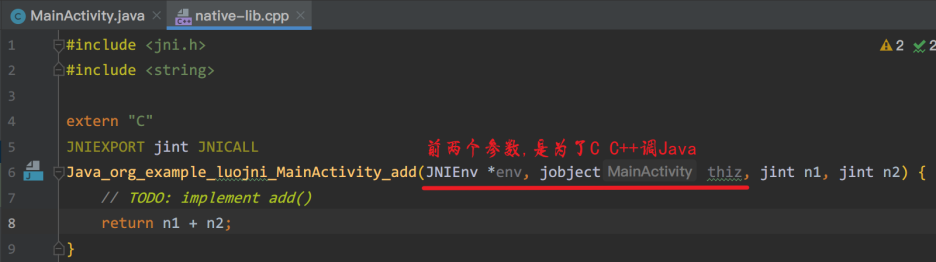 MainActivity.java × native-lib.cpp ×
1 #include <jni.h> 2 2
2 #include <string>
3
4 extern "C"
5 JNIEXPORT jint JNICALL
前两个参数,是为了C C++调Java
6 Java_org_example_luojni_MainActivity_add(JNIEnv *env, jobject MainActivity thiz, jint n1, jint n2) {
7 // TODO: implement add()
8 return n1 + n2;
9 }